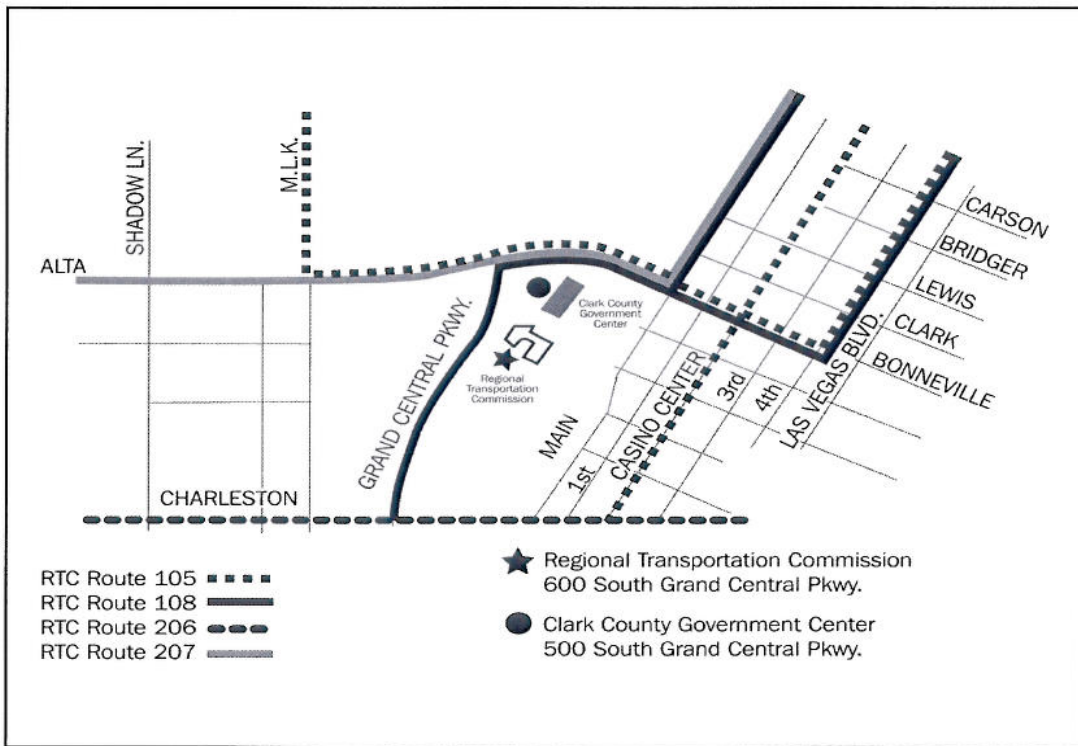 SHADOW LN.
M.L.K.
ALTA
CARSON
BRIDGER
LEWIS
CLARK
BONNEVILLE
Clark County
Government
Center
GRAND CENTRAL PKWY.
Regional
Transportation
Commission
MAIN
1st
CASINO CENTER
3rd
4th
LAS VEGAS BLVD.
CHARLESTON
RTC Route 105
RTC Route 108
RTC Route 206
RTC Route 207
Regional Transportation Commission
600 South Grand Central Pkwy.
Clark County Government Center
500 South Grand Central Pkwy.